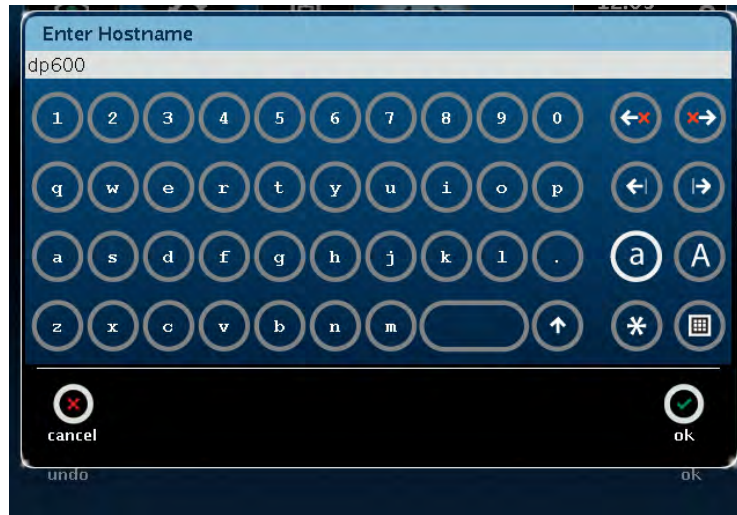 Enter Hostname
dp600
1 2 3 4 5 6 7 8 9 0
q w e r t y u i o p
a s d f g h j k l . a A
z x c v b n m *
cancel ok
undo ok